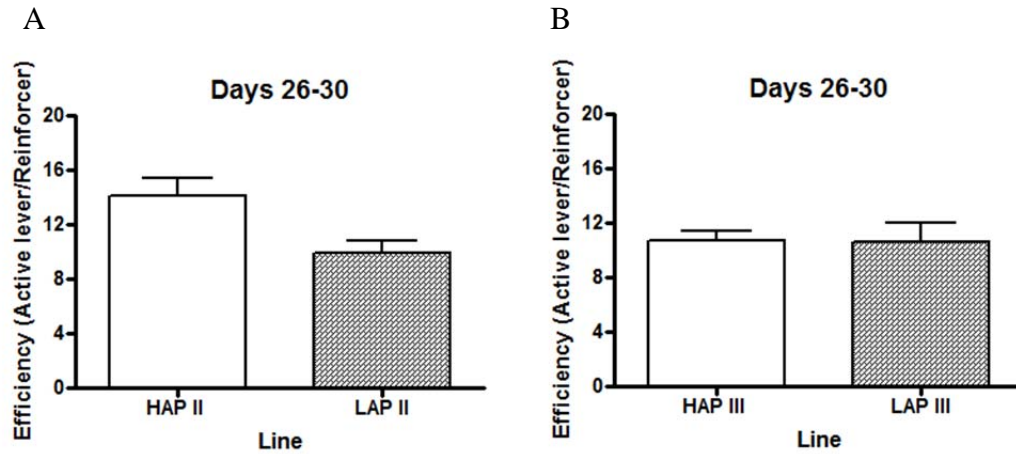 A
Days 26-30
Efficiency (Active lever/Reinforcer)
20
16
12
8
4
0
HAP II LAP II
Line
B
Days 26-30
Efficiency (Active lever/Reinforcer)
20
16
12
8
4
0
HAP III LAP III
Line